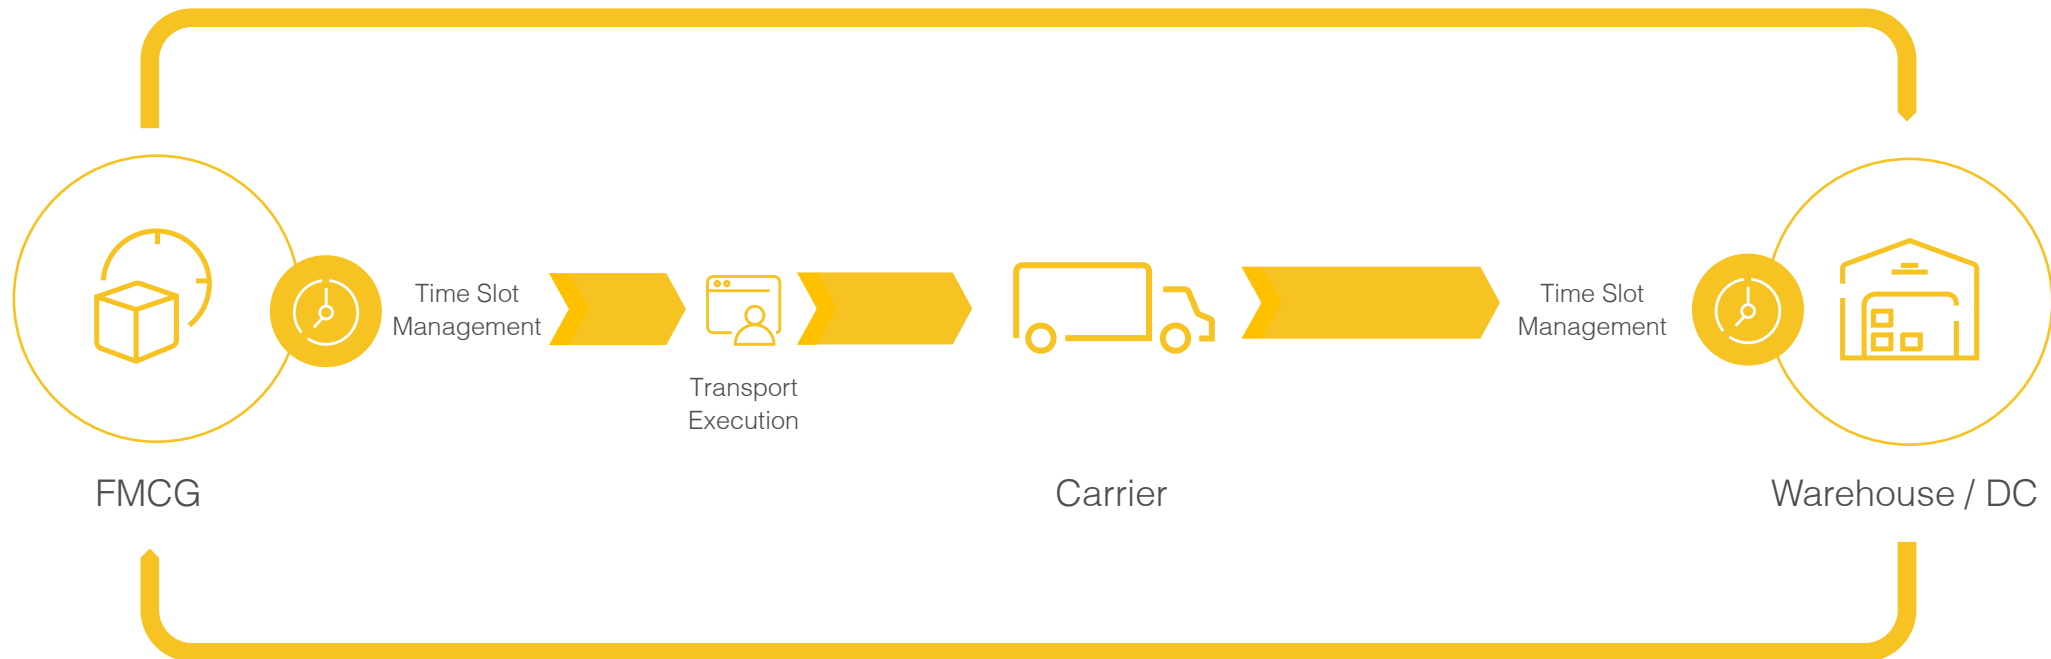 Time Slot
Management
Transport
Execution
Time Slot
Management
FMCG
Carrier
Warehouse / DC